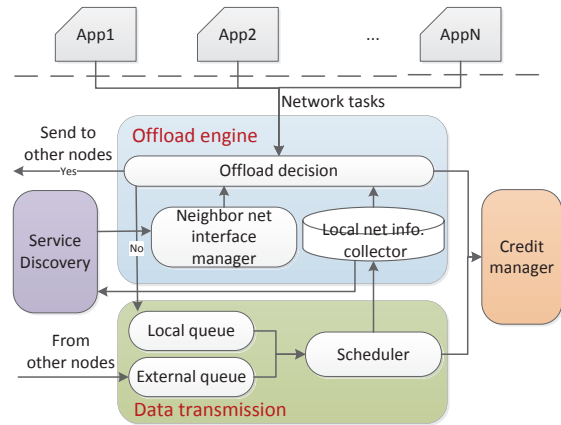 App1
App2
...
AppN
Network tasks
Offload engine
Send to
other nodes
Yes
Offload decision
Neighbor net
interface
manager
Local net info.
collector
Service
Discovery
Credit
manager
No
Local queue
From
other nodes
External queue
Scheduler
Data transmission